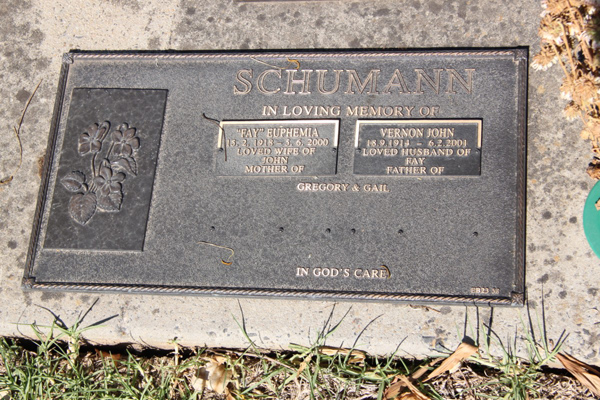 SCHUMANN
IN LOVING MEMORY OF
"FAY" EUPHEMIA
15. 2. 1918 - 5. 6. 2000
LOVED WIFE OF
JOHN
MOTHER OF
VERNON JOHN
18.9.1914 - 6.2.2001
LOVED HUSBAND OF
FAY
FATHER OF
GREGORY & GAIL
IN GOD'S CARE